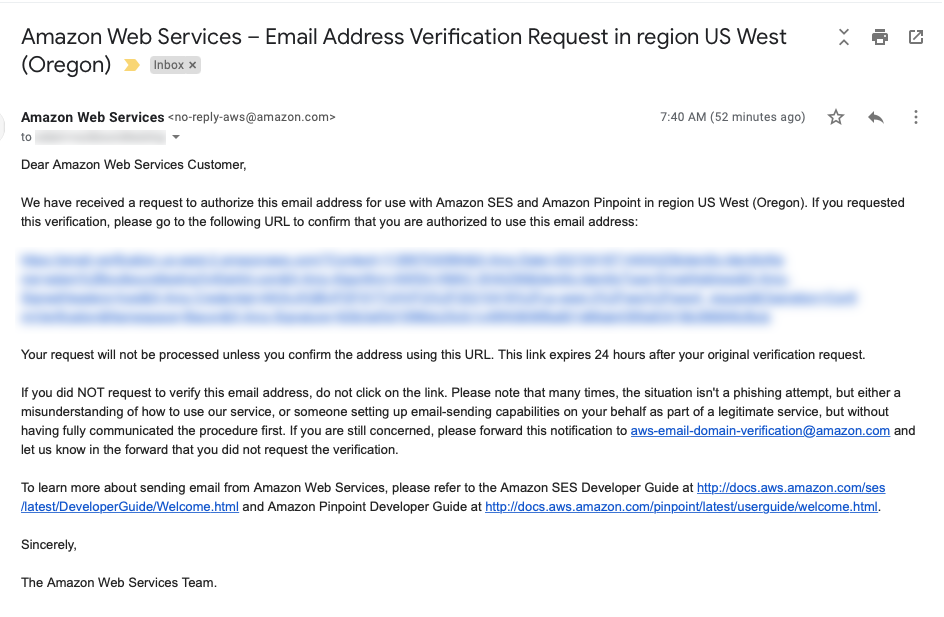 Amazon Web Services – Email Address Verification Request in region US West
(Oregon) Inbox ×
Amazon Web Services <no-reply-aws@amazon.com> 7:40 AM (52 minutes ago)
to
Dear Amazon Web Services Customer,
We have received a request to authorize this email address for use with Amazon SES and Amazon Pinpoint in region US West (Oregon). If you requested
this verification, please go to the following URL to confirm that you are authorized to use this email address:
Your request will not be processed unless you confirm the address using this URL. This link expires 24 hours after your original verification request.
If you did NOT request to verify this email address, do not click on the link. Please note that many times, the situation isn't a phishing attempt, but either a
misunderstanding of how to use our service, or someone setting up email-sending capabilities on your behalf as part of a legitimate service, but without
having fully communicated the procedure first. If you are still concerned, please forward this notification to aws-email-domain-verification@amazon.com and
let us know in the forward that you did not request the verification.
To learn more about sending email from Amazon Web Services, please refer to the Amazon SES Developer Guide at http://docs.aws.amazon.com/ses
/latest/DeveloperGuide/Welcome.html and Amazon Pinpoint Developer Guide at http://docs.aws.amazon.com/pinpoint/latest/userguide/welcome.html.
Sincerely,
The Amazon Web Services Team.